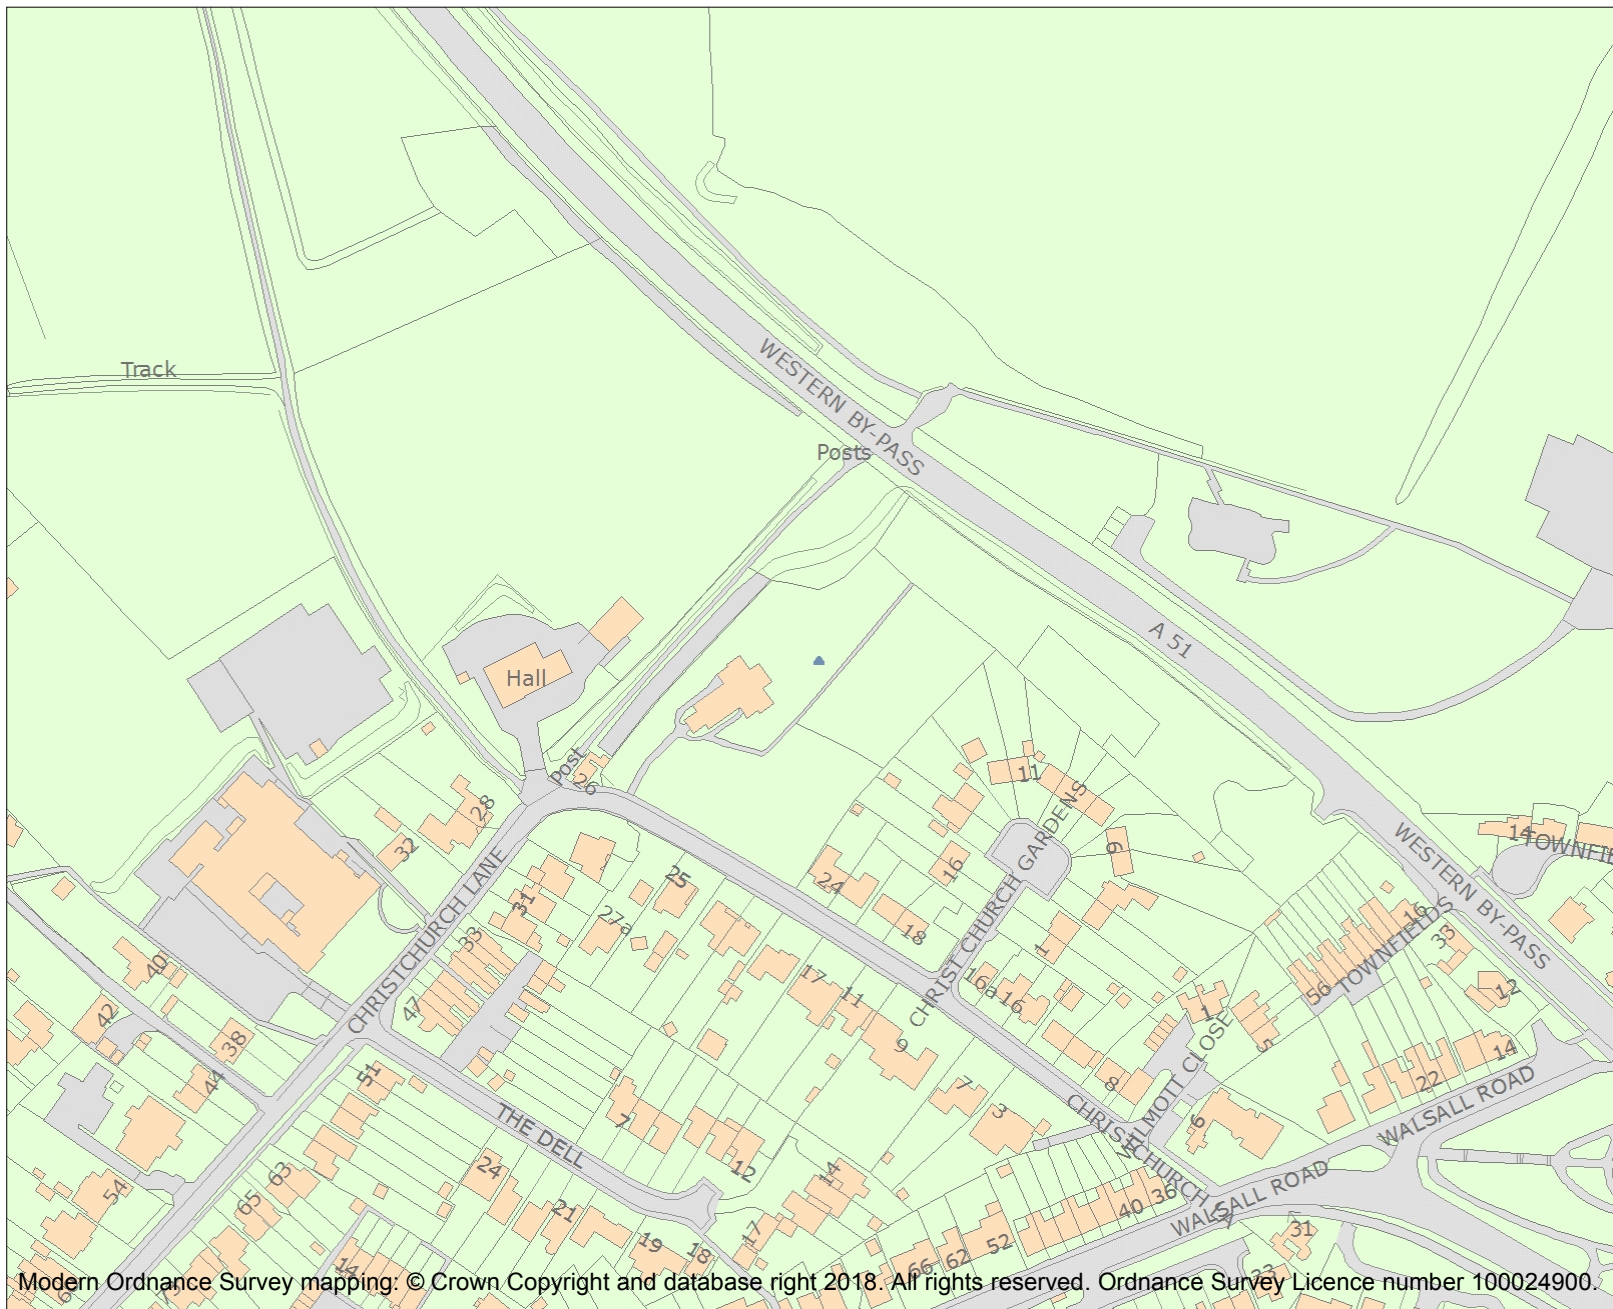 Track
WESTERN BY-PASS
Posts
A 51
Hall
Post
26
28
32
11
CHRIST CHURCH GARDENS
6
16
24
18
25
27a
31
33
47
CHRISTCHURCH LANE
WESTERN BY-PASS
14
TOWNFIE
16
TOWNFIELDS
56
33
12
1
16a
16
17
11
9
7
3
8
1
5
WILMOTT CLOSE
6
CHRISTCHURCH LA
40
42
38
44
51
THE DELL
7
12
14
24
21
19
18
17
54
63
65
14
22
14
WALSALL ROAD
WALSALL ROAD
36
40
52
62
66
31
33
Modern Ordnance Survey mapping: © Crown Copyright and database right 2018. All rights reserved. Ordnance Survey Licence number 100024900.